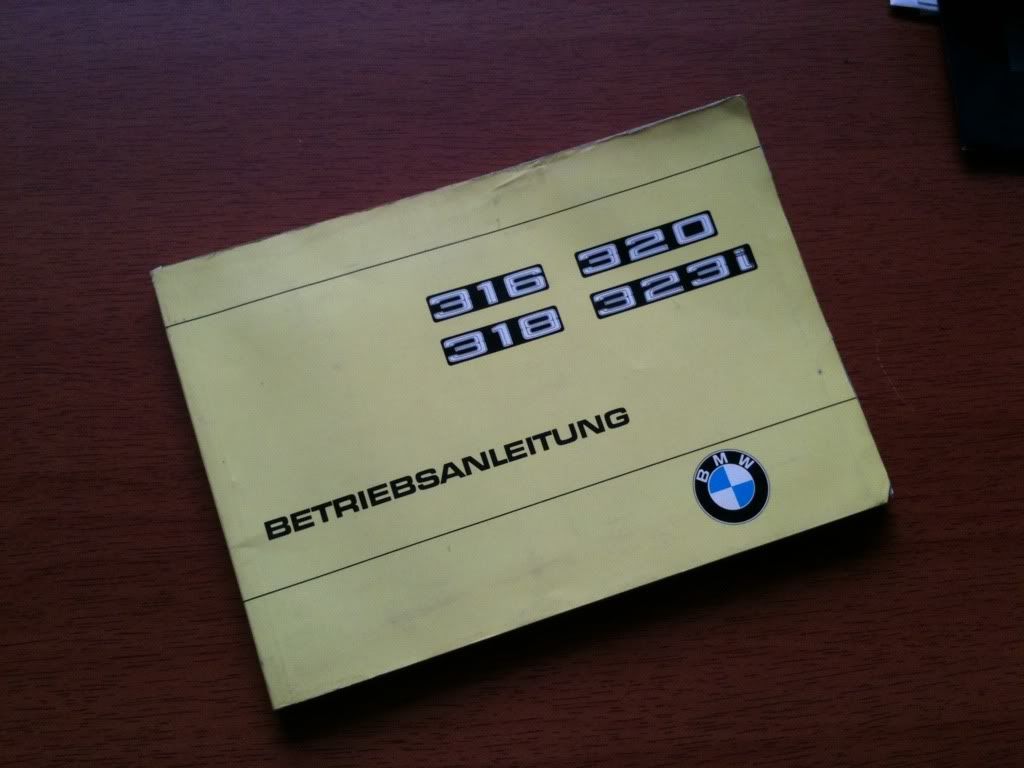 316 320
318 323i
BETRIEBSANLEITUNG
BMW